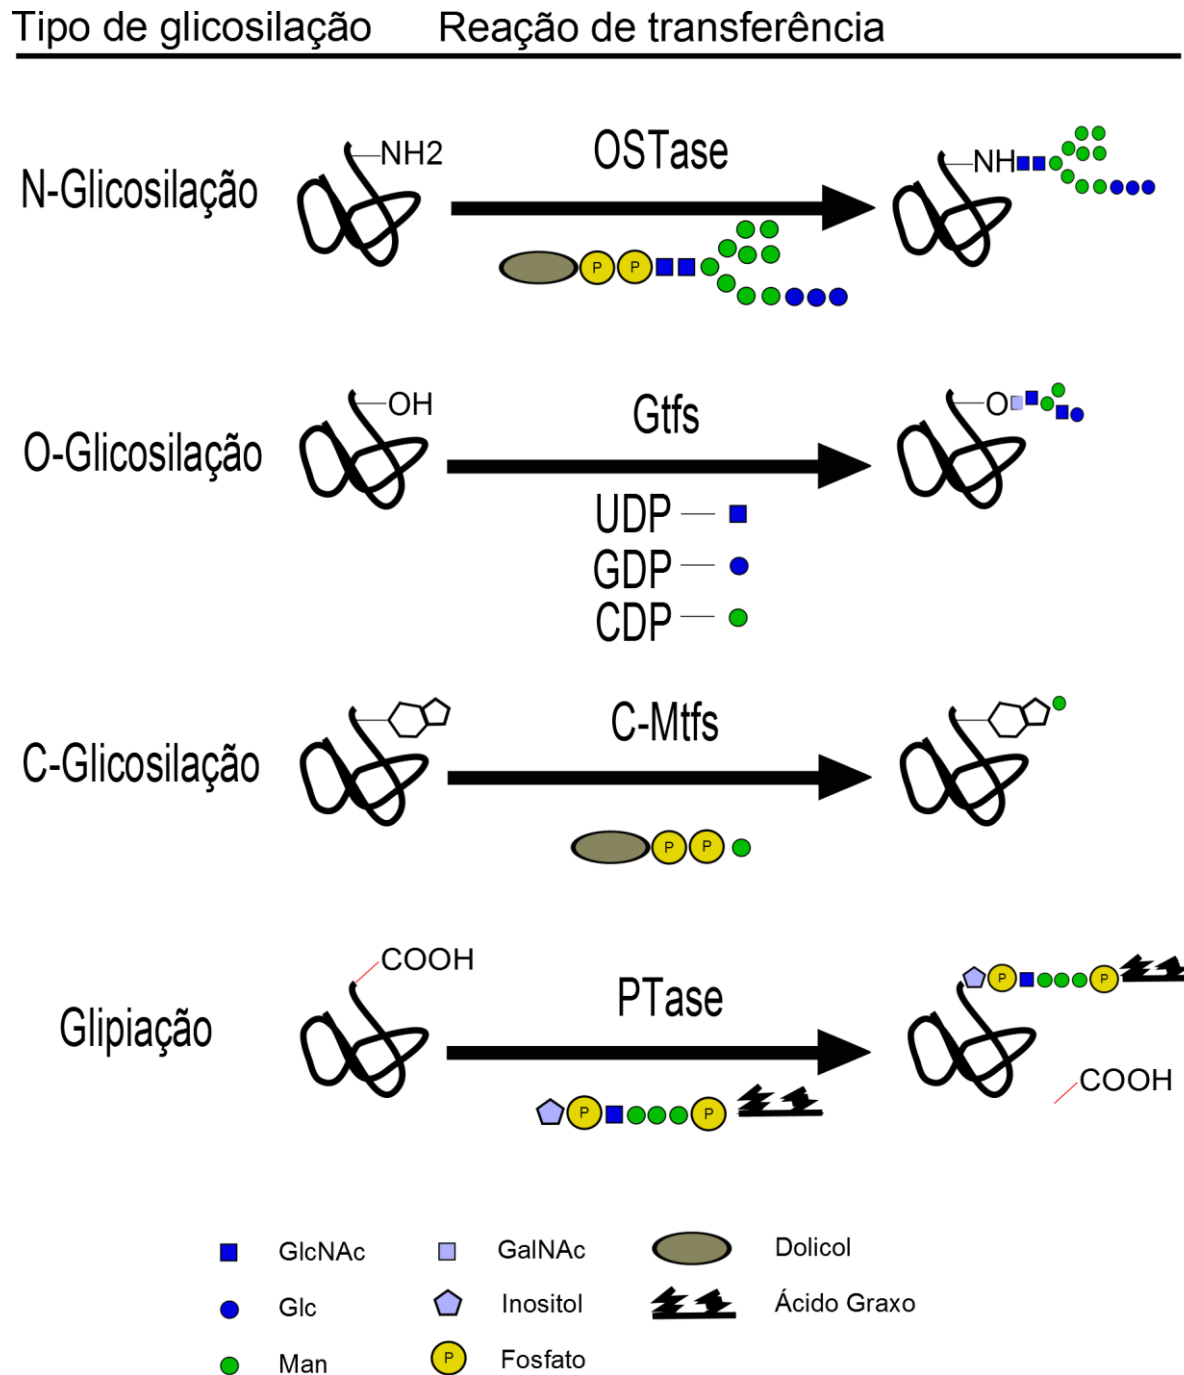 Tipo de glicosilação Reação de transferência
N-Glicosilação
NH2
OSTase
P P
NH
O-Glicosilação
OH
Gtfs
UDP
GDP
CDP
O
C-Glicosilação
C-Mtfs
P P
Glipiação
COOH
PTase
P P
P P
COOH
GlcNAc GalNAc Dolicol
Glc Inositol Ácido Graxo
Man P Fosfato